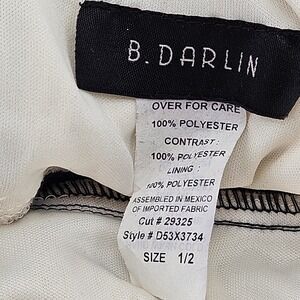 B. DARLIN
OVER FOR CARE
100% POLYESTER
CONTRAST :
100% POLYESTER
LINING :
100% POLYESTER
ASSEMBLED IN MEXICO
OF IMPORTED FABRIC
Cut # 29325
Style # D53X3734
SIZE 1/2